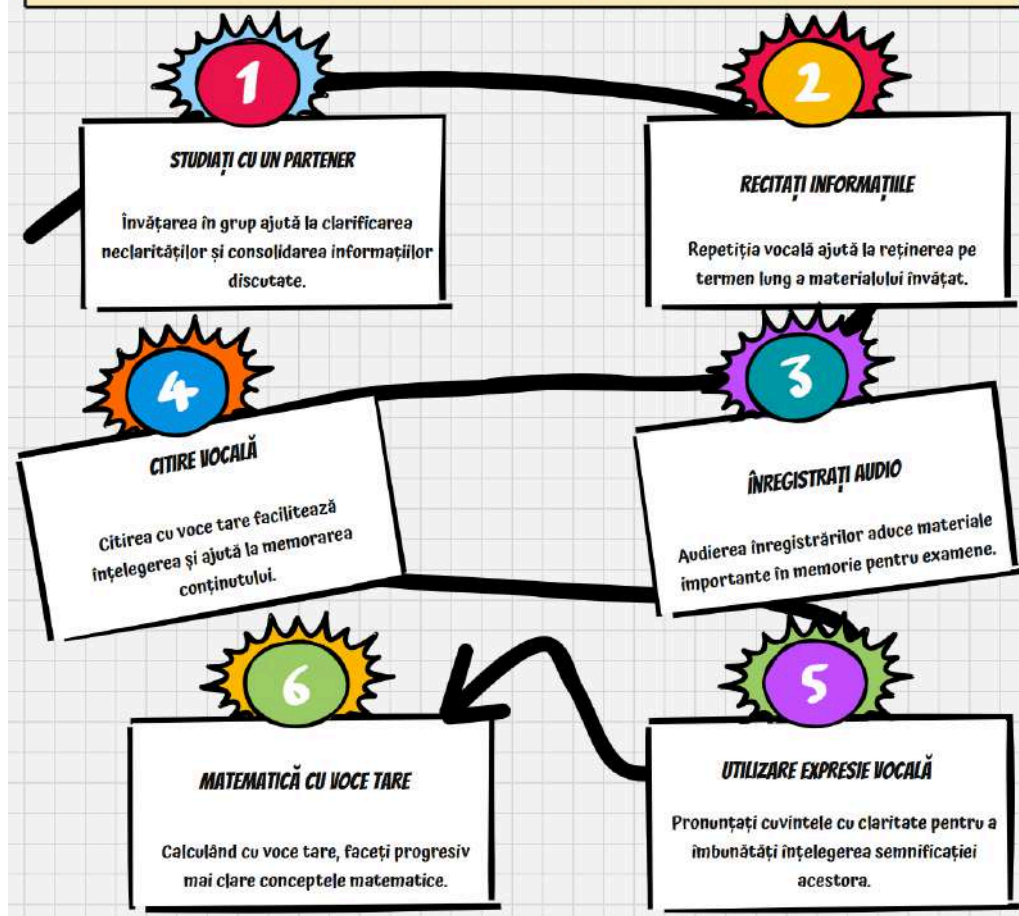 1
STUDIAȚI CU UN PARTENER
Învățarea în grup ajută la clarificarea
neclarităților și consolidarea informațiilor
discutate.
2
RECITAȚI INFORMAȚIILE
Repetiția vocală ajută la reținerea pe
termen lung a materialului învățat.
3
ÎNREGISTRAȚI AUDIO
Audierea înregistrărilor aduce materiale
importante în memorie pentru examene.
4
CITIRE VOCALĂ
Citirea cu voce tare facilitează
înțelegerea și ajută la memorarea
conținutului.
5
UTILIZARE EXPRESIE VOCALĂ
Pronunțați cuvintele cu claritate pentru a
îmbunătăți înțelegerea semnificației
acestora.
6
MATEMATICĂ CU VOCE TARE
Calculând cu voce tare, faceți progresiv
mai clare conceptele matematice.